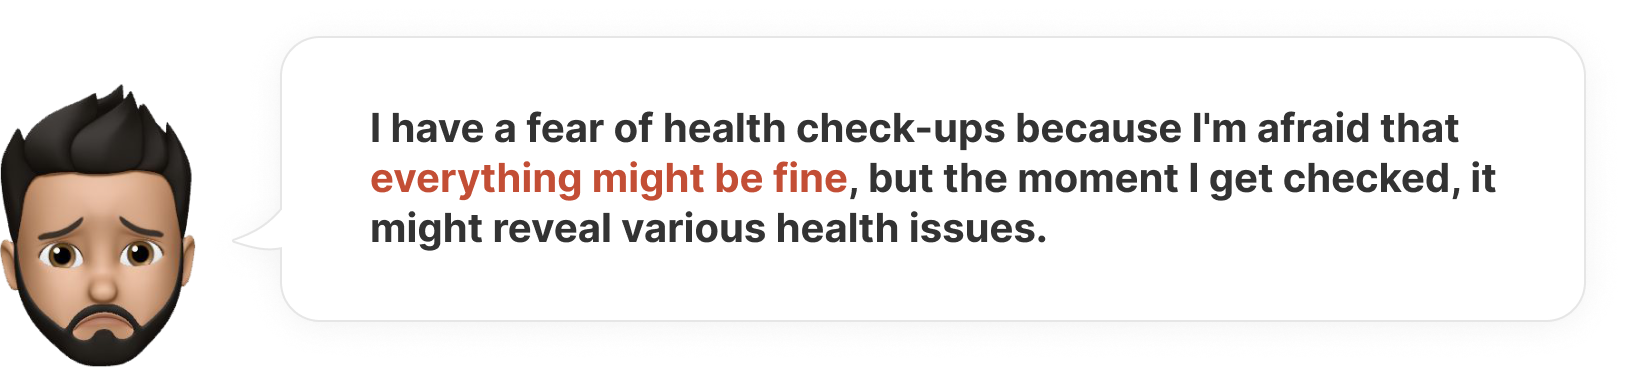 I have a fear of health check-ups because I'm afraid that
everything might be fine, but the moment I get checked, it
might reveal various health issues.